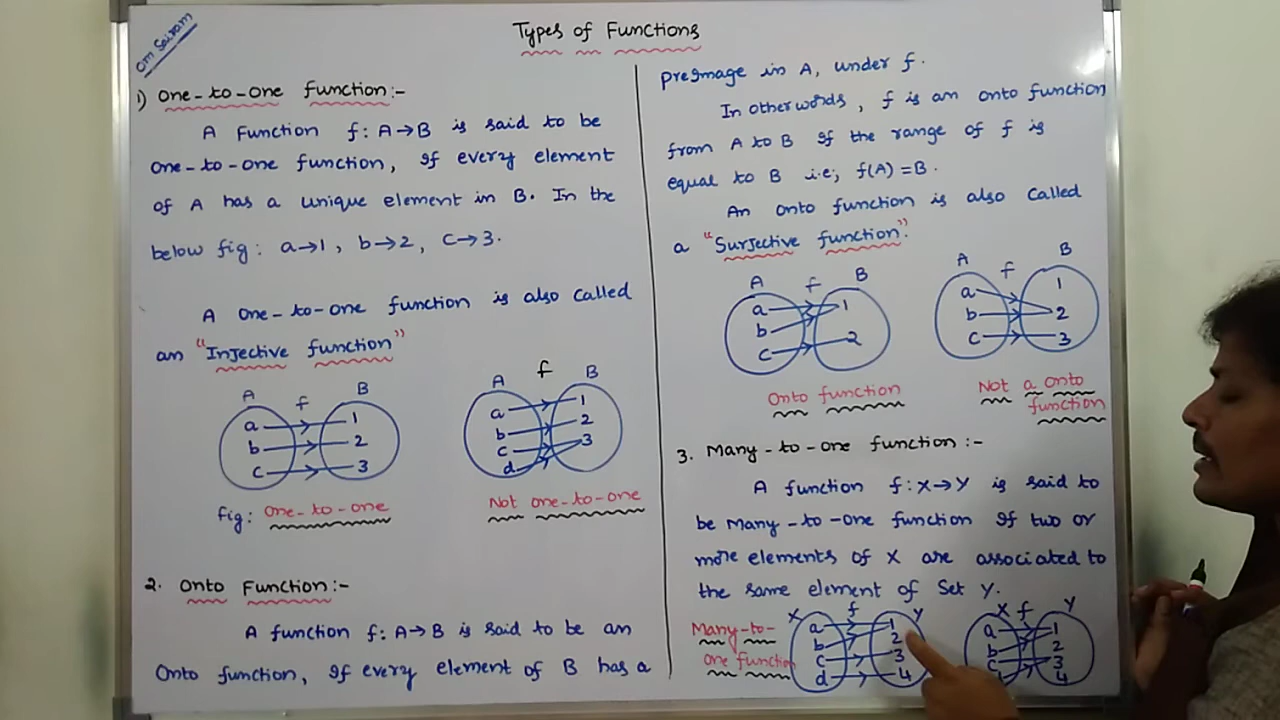 Om Sairam
Types of Functions
1) One-to-one function:-
A Function f: A→B is said to be
one-to-one function, If every element
of A has a unique element in B. In the
below fig: a→1, b→2, c→3.
A one-to-one function is also called
an "Injective function"
A f B
a 1
b 2
c 3
fig: one-to-one
A f B
a 1
b 2
c 3
d
Not one-to-one
2. Onto Function:-
A function f: A→B is said to be an
Onto function, If every element of B has a
preImage in A, under f.
In otherwords, f is an onto function
from A to B If the range of f is
equal to B i.e; f(A) = B.
An onto function is also called
a "Surjective function".
A f B
a 1
b
c 2
Onto function
A f B
a 1
b 2
c 3
Not a onto
function
3. Many-to-one function:-
A function f: X→Y is said to
be Many-to-one function If two or
more elements of X are associated to
the same element of Set Y.
Many-to-
one function
X f Y
a 1
b 2
c 3
d 4
X f Y
a 1
b 2
c 3
4